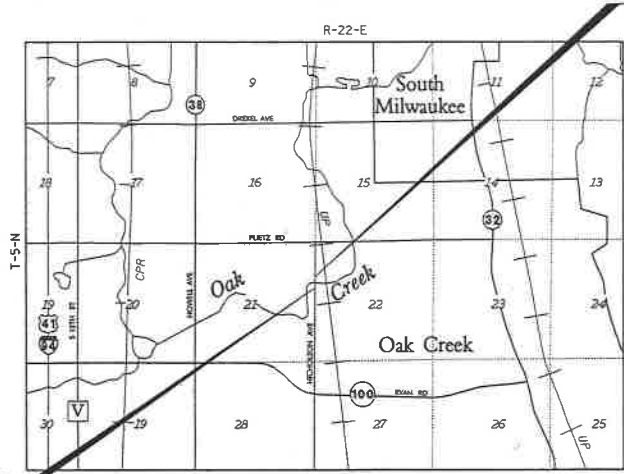 R-22-E
T-5-N
7 8 9 10 11 12
South
Milwaukee
38
DREXEL AVE
18 17 16 15 14 13
UP
32
PUETZ RD
CPR
HOWELL AVE
Oak
Creek
19 20 21 22 23 24
41
94
S 13TH ST
NICHOLSON AVE
Oak Creek
100
RYAN RD
V
30 19 28 27 26 25
UP